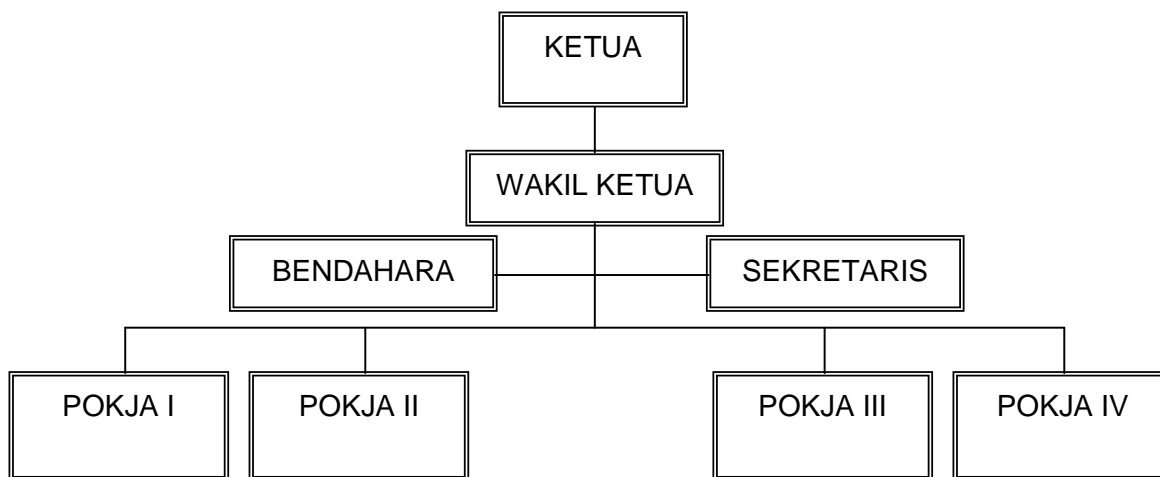 KETUA
WAKIL KETUA
BENDAHARA
SEKRETARIS
POKJA I
POKJA II
POKJA III
POKJA IV